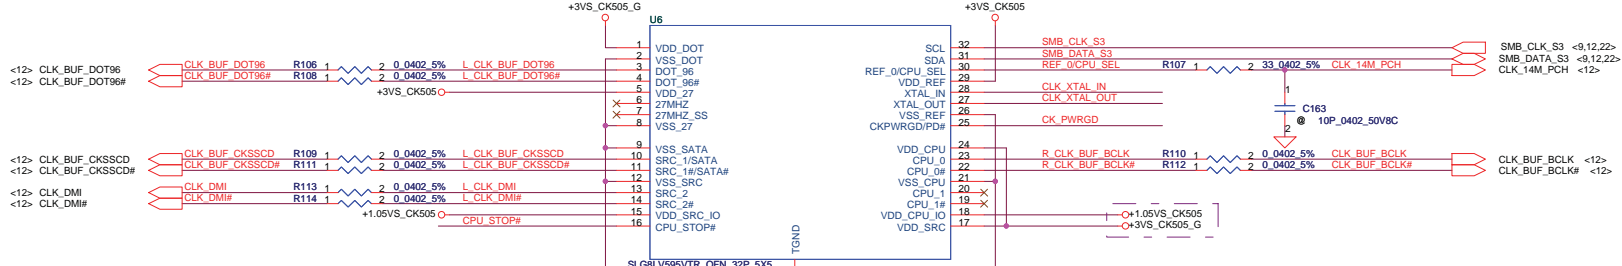 +3VS_CK505_G
+3VS_CK505
U6
1 VDD_DOT
2 VSS_DOT
3 DOT_96
4 DOT_96#
5 VDD_27
6 27MHZ
7 27MHZ_SS
8 VSS_27
9 VSS_SATA
10 SRC_1/SATA
11 SRC_1#/SATA#
12 VSS_SRC
13 SRC_2
14 SRC_2#
15 VDD_SRC_IO
16 CPU_STOP#
SCL 32
SDA 31
REF_0/CPU_SEL 30
VDD_REF 29
XTAL_IN 28
XTAL_OUT 27
VSS_REF 26
CKPWRGD/PD# 25
VDD_CPU 24
CPU_0 23
CPU_0# 22
VSS_CPU 21
CPU_1 20
CPU_1# 19
VDD_CPU_IO 18
VDD_SRC 17
TGND
SLG8LV595VTR_QFN_32P_5X5
<12> CLK_BUF_DOT96 CLK_BUF_DOT96 R106 1 2 0_0402_5% L_CLK_BUF_DOT96
<12> CLK_BUF_DOT96# CLK_BUF_DOT96# R108 1 2 0_0402_5% L_CLK_BUF_DOT96#
+3VS_CK505
<12> CLK_BUF_CKSSCD CLK_BUF_CKSSCD R109 1 2 0_0402_5% L_CLK_BUF_CKSSCD
<12> CLK_BUF_CKSSCD# CLK_BUF_CKSSCD# R111 1 2 0_0402_5% L_CLK_BUF_CKSSCD#
<12> CLK_DMI CLK_DMI R113 1 2 0_0402_5% L_CLK_DMI
<12> CLK_DMI# CLK_DMI# R114 1 2 0_0402_5% L_CLK_DMI#
+1.05VS_CK505
CPU_STOP#
SMB_CLK_S3 SMB_CLK_S3 <9,12,22>
SMB_DATA_S3 SMB_DATA_S3 <9,12,22>
REF_0/CPU_SEL R107 1 2 33_0402_5% CLK_14M_PCH CLK_14M_PCH <12>
CLK_XTAL_IN
CLK_XTAL_OUT
CK_PWRGD
1
C163
@ 10P_0402_50V8C
2
R_CLK_BUF_BCLK R110 1 2 0_0402_5% CLK_BUF_BCLK CLK_BUF_BCLK <12>
R_CLK_BUF_BCLK# R112 1 2 0_0402_5% CLK_BUF_BCLK# CLK_BUF_BCLK# <12>
+1.05VS_CK505
+3VS_CK505_G